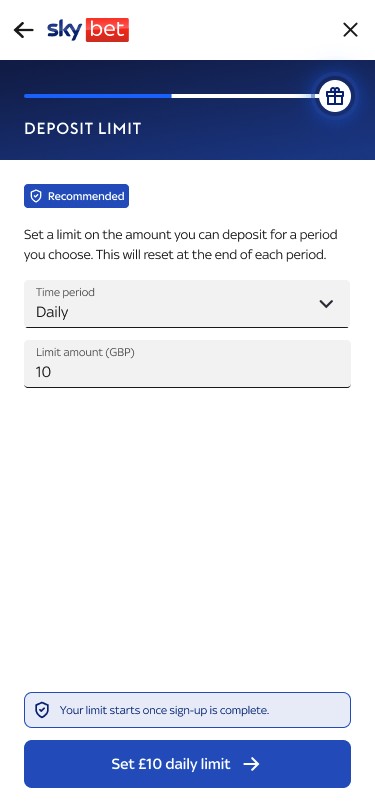 sky bet
DEPOSIT LIMIT
Recommended
Set a limit on the amount you can deposit for a period
you choose. This will reset at the end of each period.
Time period
Daily
Limit amount (GBP)
10
Your limit starts once sign-up is complete.
Set £10 daily limit